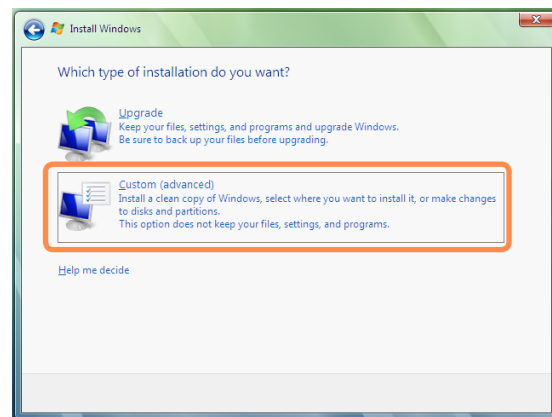 Install Windows
Which type of installation do you want?
Upgrade
Keep your files, settings, and programs and upgrade Windows.
Be sure to back up your files before upgrading.
Custom (advanced)
Install a clean copy of Windows, select where you want to install it, or make changes
to disks and partitions.
This option does not keep your files, settings, and programs.
Help me decide